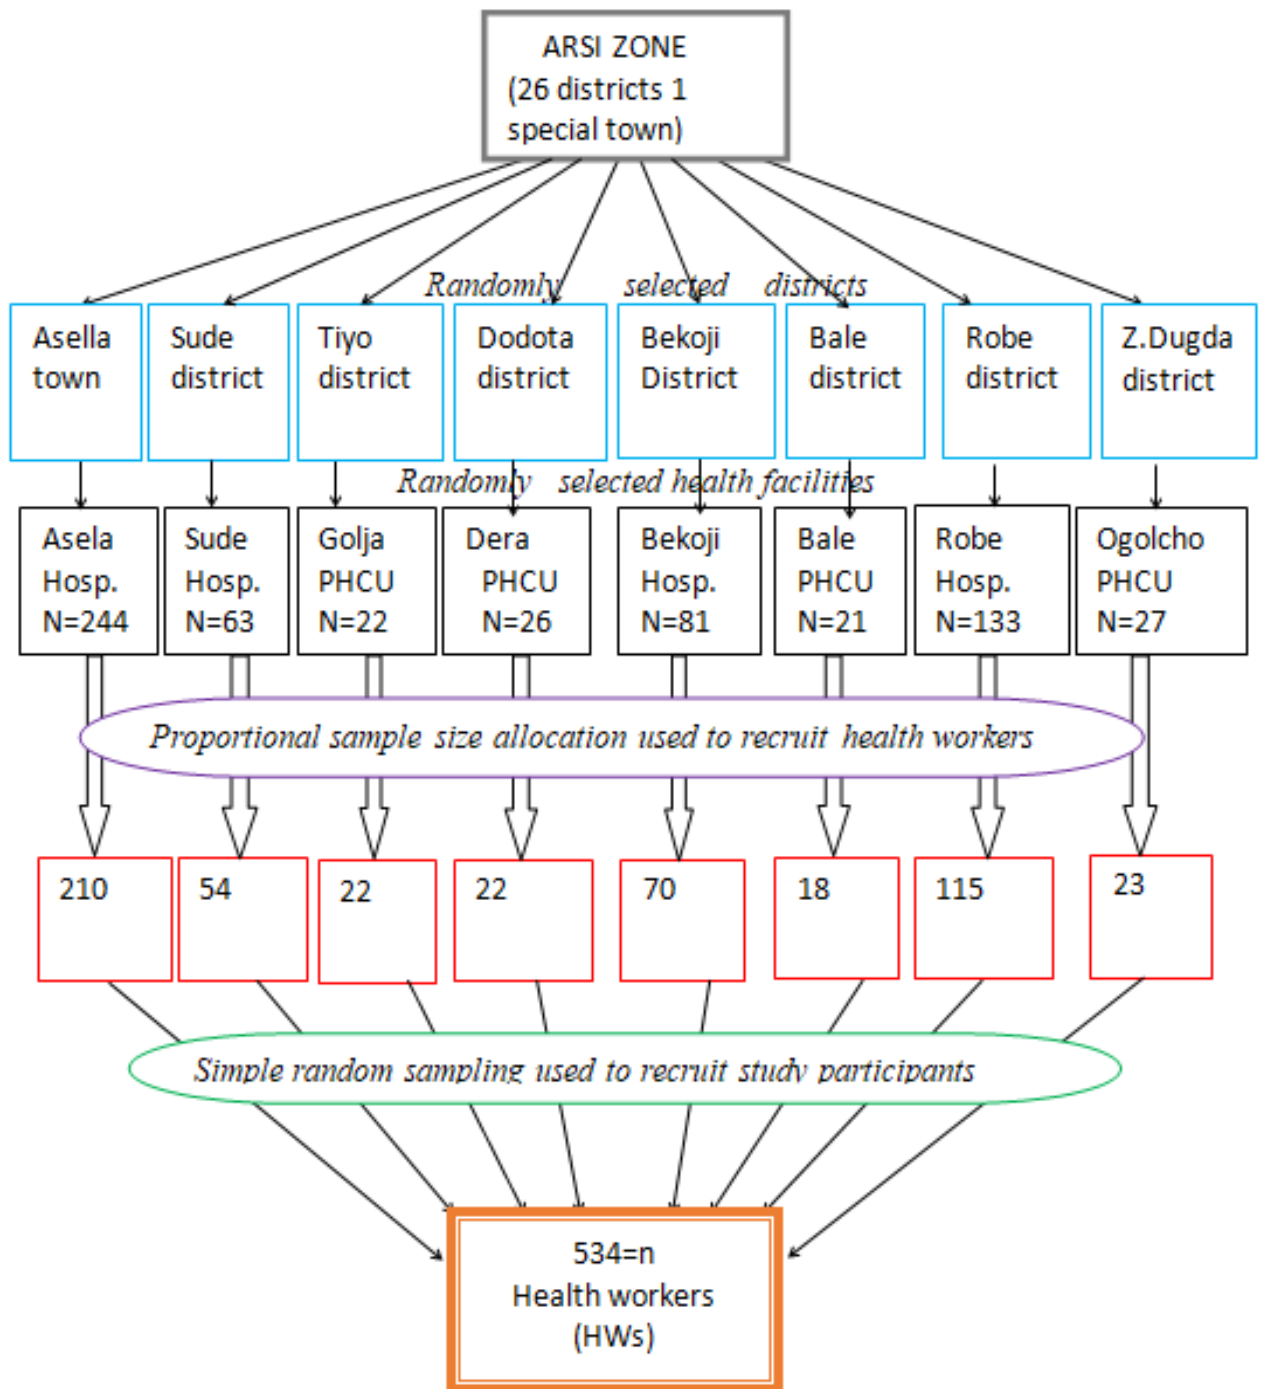 ARSI ZONE
(26 districts 1
special town)
Randomly selected districts
Asella
town
Sude
district
Tiyo
district
Dodota
district
Bekoji
District
Bale
district
Robe
district
Z.Dugda
district
Randomly selected health facilities
Asela
Hosp.
N=244
Sude
Hosp.
N=63
Golja
PHCU
N=22
Dera
PHCU
N=26
Bekoji
Hosp.
N=81
Bale
PHCU
N=21
Robe
Hosp.
N=133
Ogolcho
PHCU
N=27
Proportional sample size allocation used to recruit health workers
210
54
22
22
70
18
115
23
Simple random sampling used to recruit study participants
534=n
Health workers
(HWs)